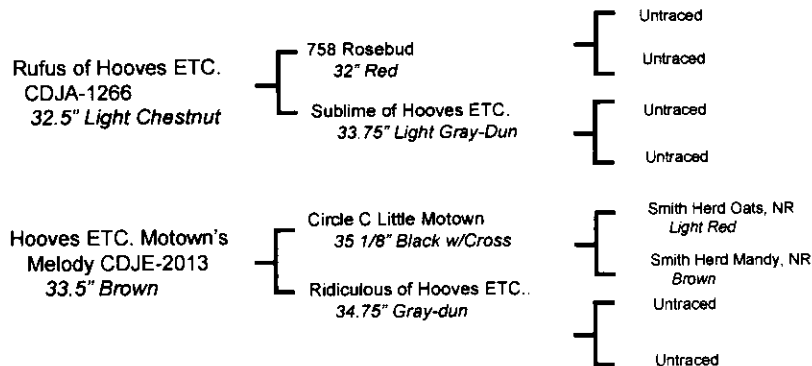 Rufus of Hooves ETC.
CDJA-1266
32.5” Light Chestnut
758 Rosebud
32” Red
Sublime of Hooves ETC.
33.75” Light Gray-Dun
Untraced
Untraced
Untraced
Untraced
Hooves ETC. Motown’s
Melody CDJE-2013
33.5” Brown
Circle C Little Motown
35 1/8” Black w/Cross
Ridiculous of Hooves ETC..
34.75” Gray-dun
Smith Herd Oats, NR
Light Red
Smith Herd Mandy, NR
Brown
Untraced
Untraced